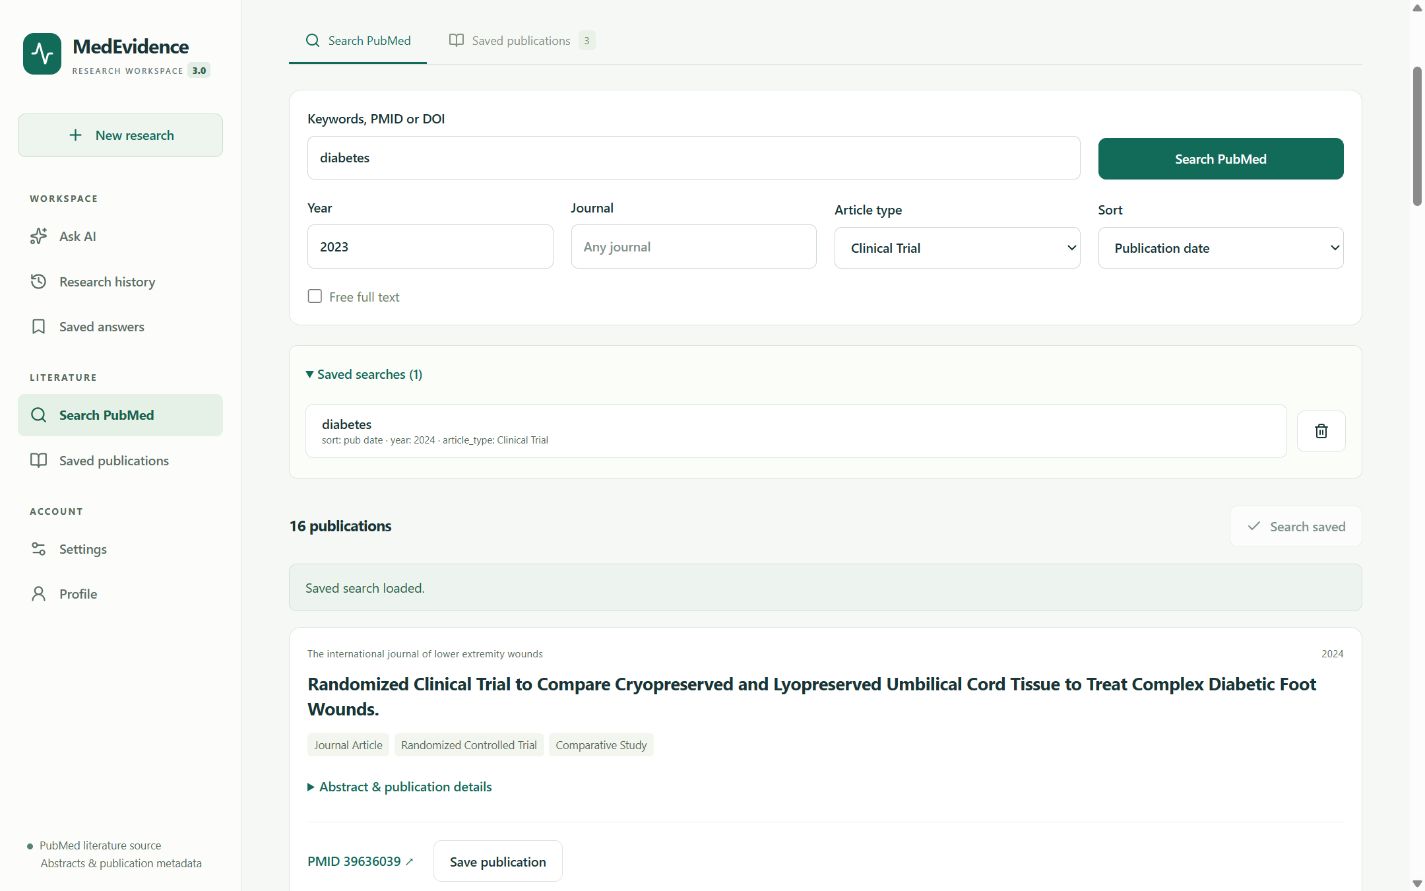 MedEvidence
RESEARCH WORKSPACE 3.0
New research
WORKSPACE
Ask AI
Research history
Saved answers
LITERATURE
Search PubMed
Saved publications
ACCOUNT
Settings
Profile
PubMed literature source
Abstracts & publication metadata
Search PubMed
Saved publications 3
Keywords, PMID or DOI
diabetes
Search PubMed
Year
Journal
Article type
Sort
2023
Any journal
Clinical Trial
Publication date
Free full text
Saved searches (1)
diabetes
sort: pub date · year: 2024 · article_type: Clinical Trial
16 publications
Search saved
Saved search loaded.
The international journal of lower extremity wounds
2024
Randomized Clinical Trial to Compare Cryopreserved and Lyopreserved Umbilical Cord Tissue to Treat Complex Diabetic Foot
Wounds.
Journal Article
Randomized Controlled Trial
Comparative Study
Abstract & publication details
PMID 39636039 ↗
Save publication